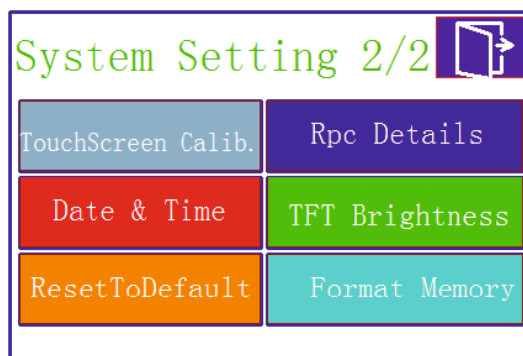 System Setting 2/2
TouchScreen Calib.
Rpc Details
Date & Time
TFT Brightness
ResetToDefault
Format Memory